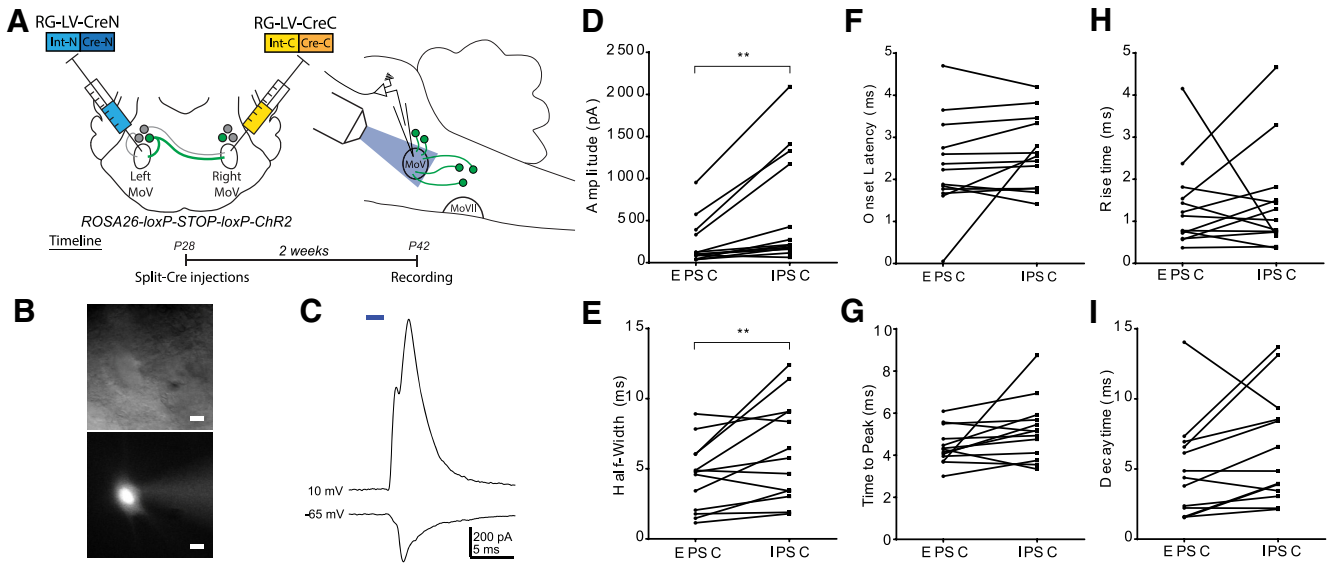 A
RG-LV-CreN
Int-N Cre-N
RG-LV-CreC
Int-C Cre-C
Left
MoV
Right
MoV
MoV
MoVII
ROSA26-loxP-STOP-loxP-ChR2
Timeline
P28
2 weeks
P42
Split-Cre injections
Recording
B
C
10 mV
-65 mV
200 pA
5 ms
D
Amplitude (pA)
2500
2000
1500
1000
500
0
EPSC
IPSC
**
E
Half-Width (ms)
15
10
5
0
EPSC
IPSC
**
F
Onset Latency (ms)
5
4
3
2
1
0
EPSC
IPSC
G
Time to Peak (ms)
10
8
6
4
2
0
EPSC
IPSC
H
Rise time (ms)
5
4
3
2
1
0
EPSC
IPSC
I
Decay time (ms)
15
10
5
0
EPSC
IPSC